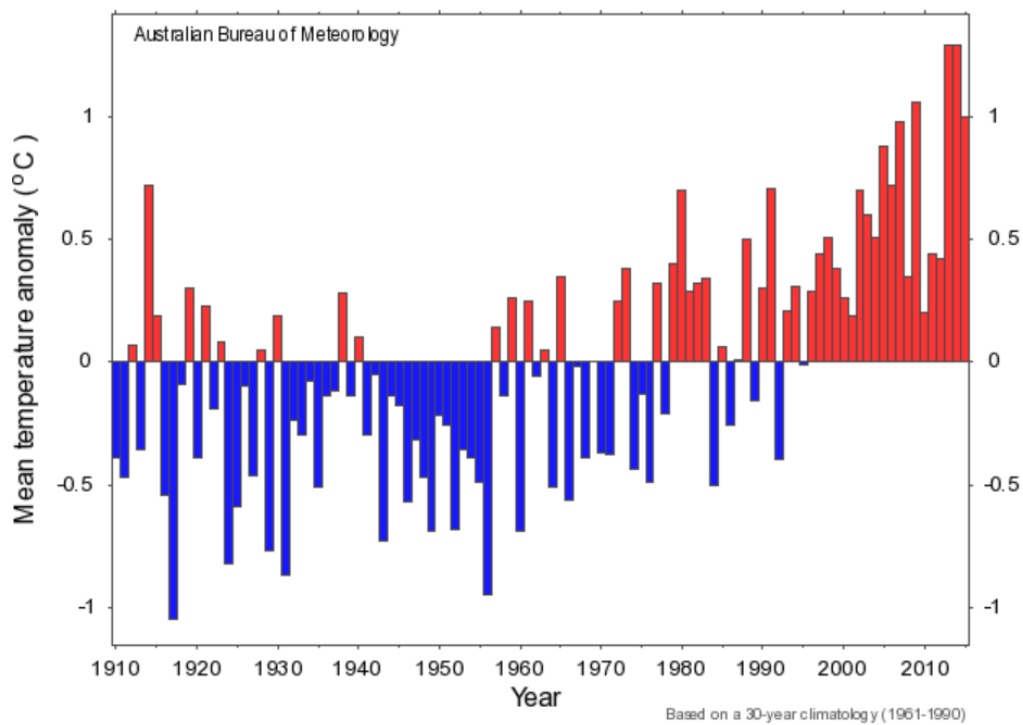 Australian Bureau of Meteorology
Mean temperature anomaly (°C )
1
0.5
0
-0.5
-1
1
0.5
0
-0.5
-1
1910 1920 1930 1940 1950 1960 1970 1980 1990 2000 2010
Year
Based on a 30-year climatology (1961-1990)